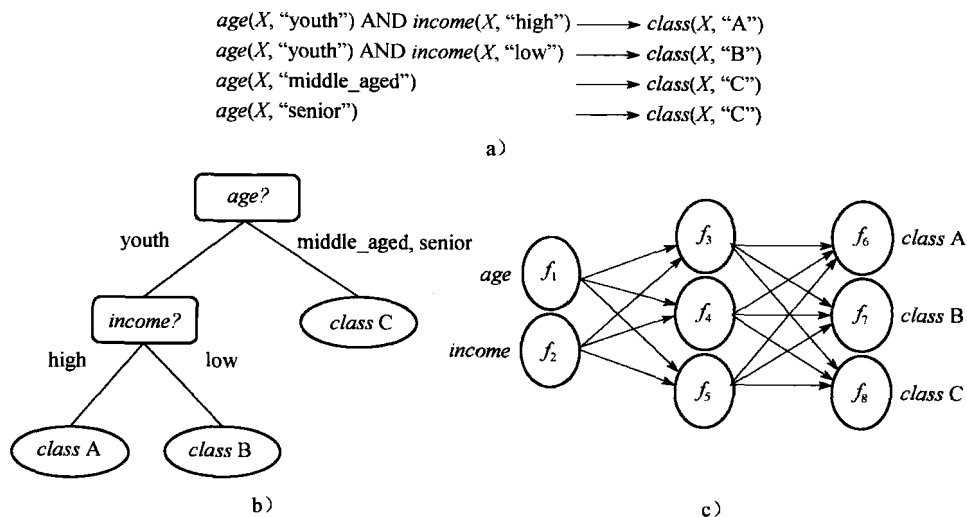 age(X, “youth”) AND income(X, “high”) → class(X, “A”)
age(X, “youth”) AND income(X, “low”) → class(X, “B”)
age(X, “middle_aged”) → class(X, “C”)
age(X, “senior”) → class(X, “C”)
a）
age?
youth
middle_aged, senior
income?
class C
high
low
class A
class B
b）
age
income
f₁
f₂
f₃
f₄
f₅
f₆ class A
f₇ class B
f₈ class C
c）